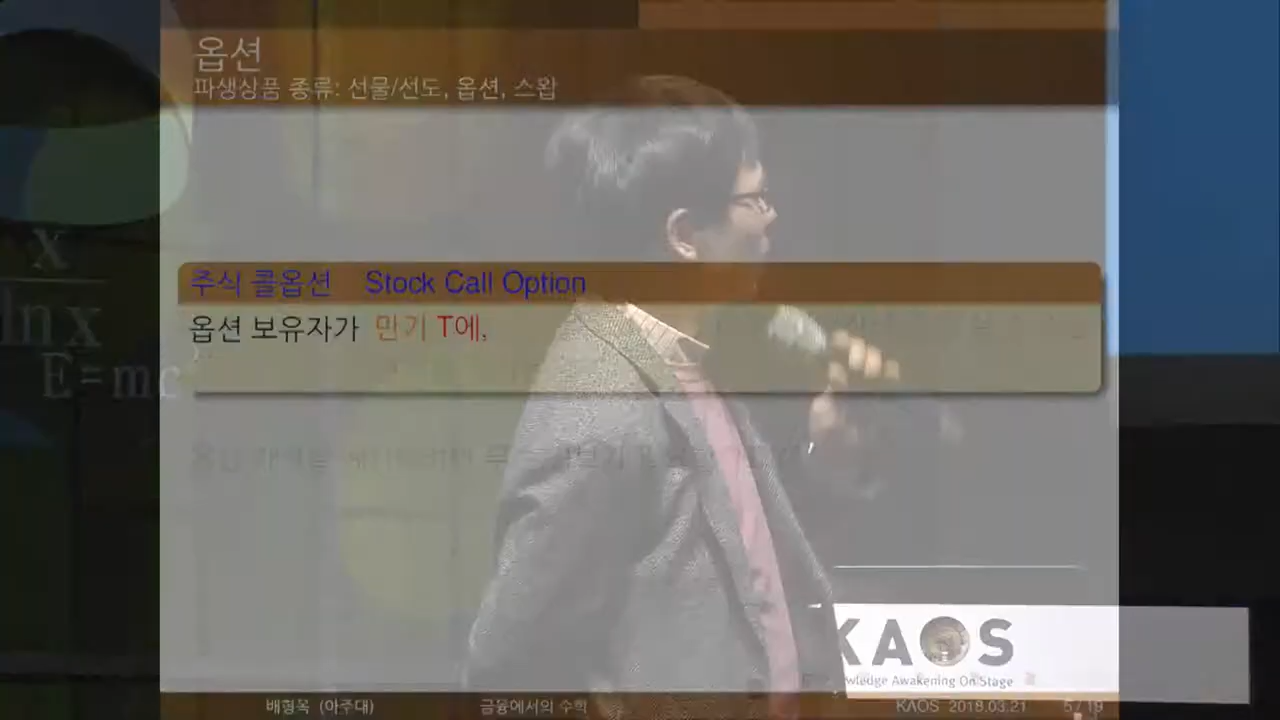 옵션
파생상품 종류: 선물/선도, 옵션, 스왑
x
ln x
E=mc
주식 콜옵션 Stock Call Option
옵션 보유자가 만기 T에,
KAOS
wledge Awakening On Stage
배형옥 (아주대) 금융에서의 수학 KAOS 2018.03.21 5 / 19